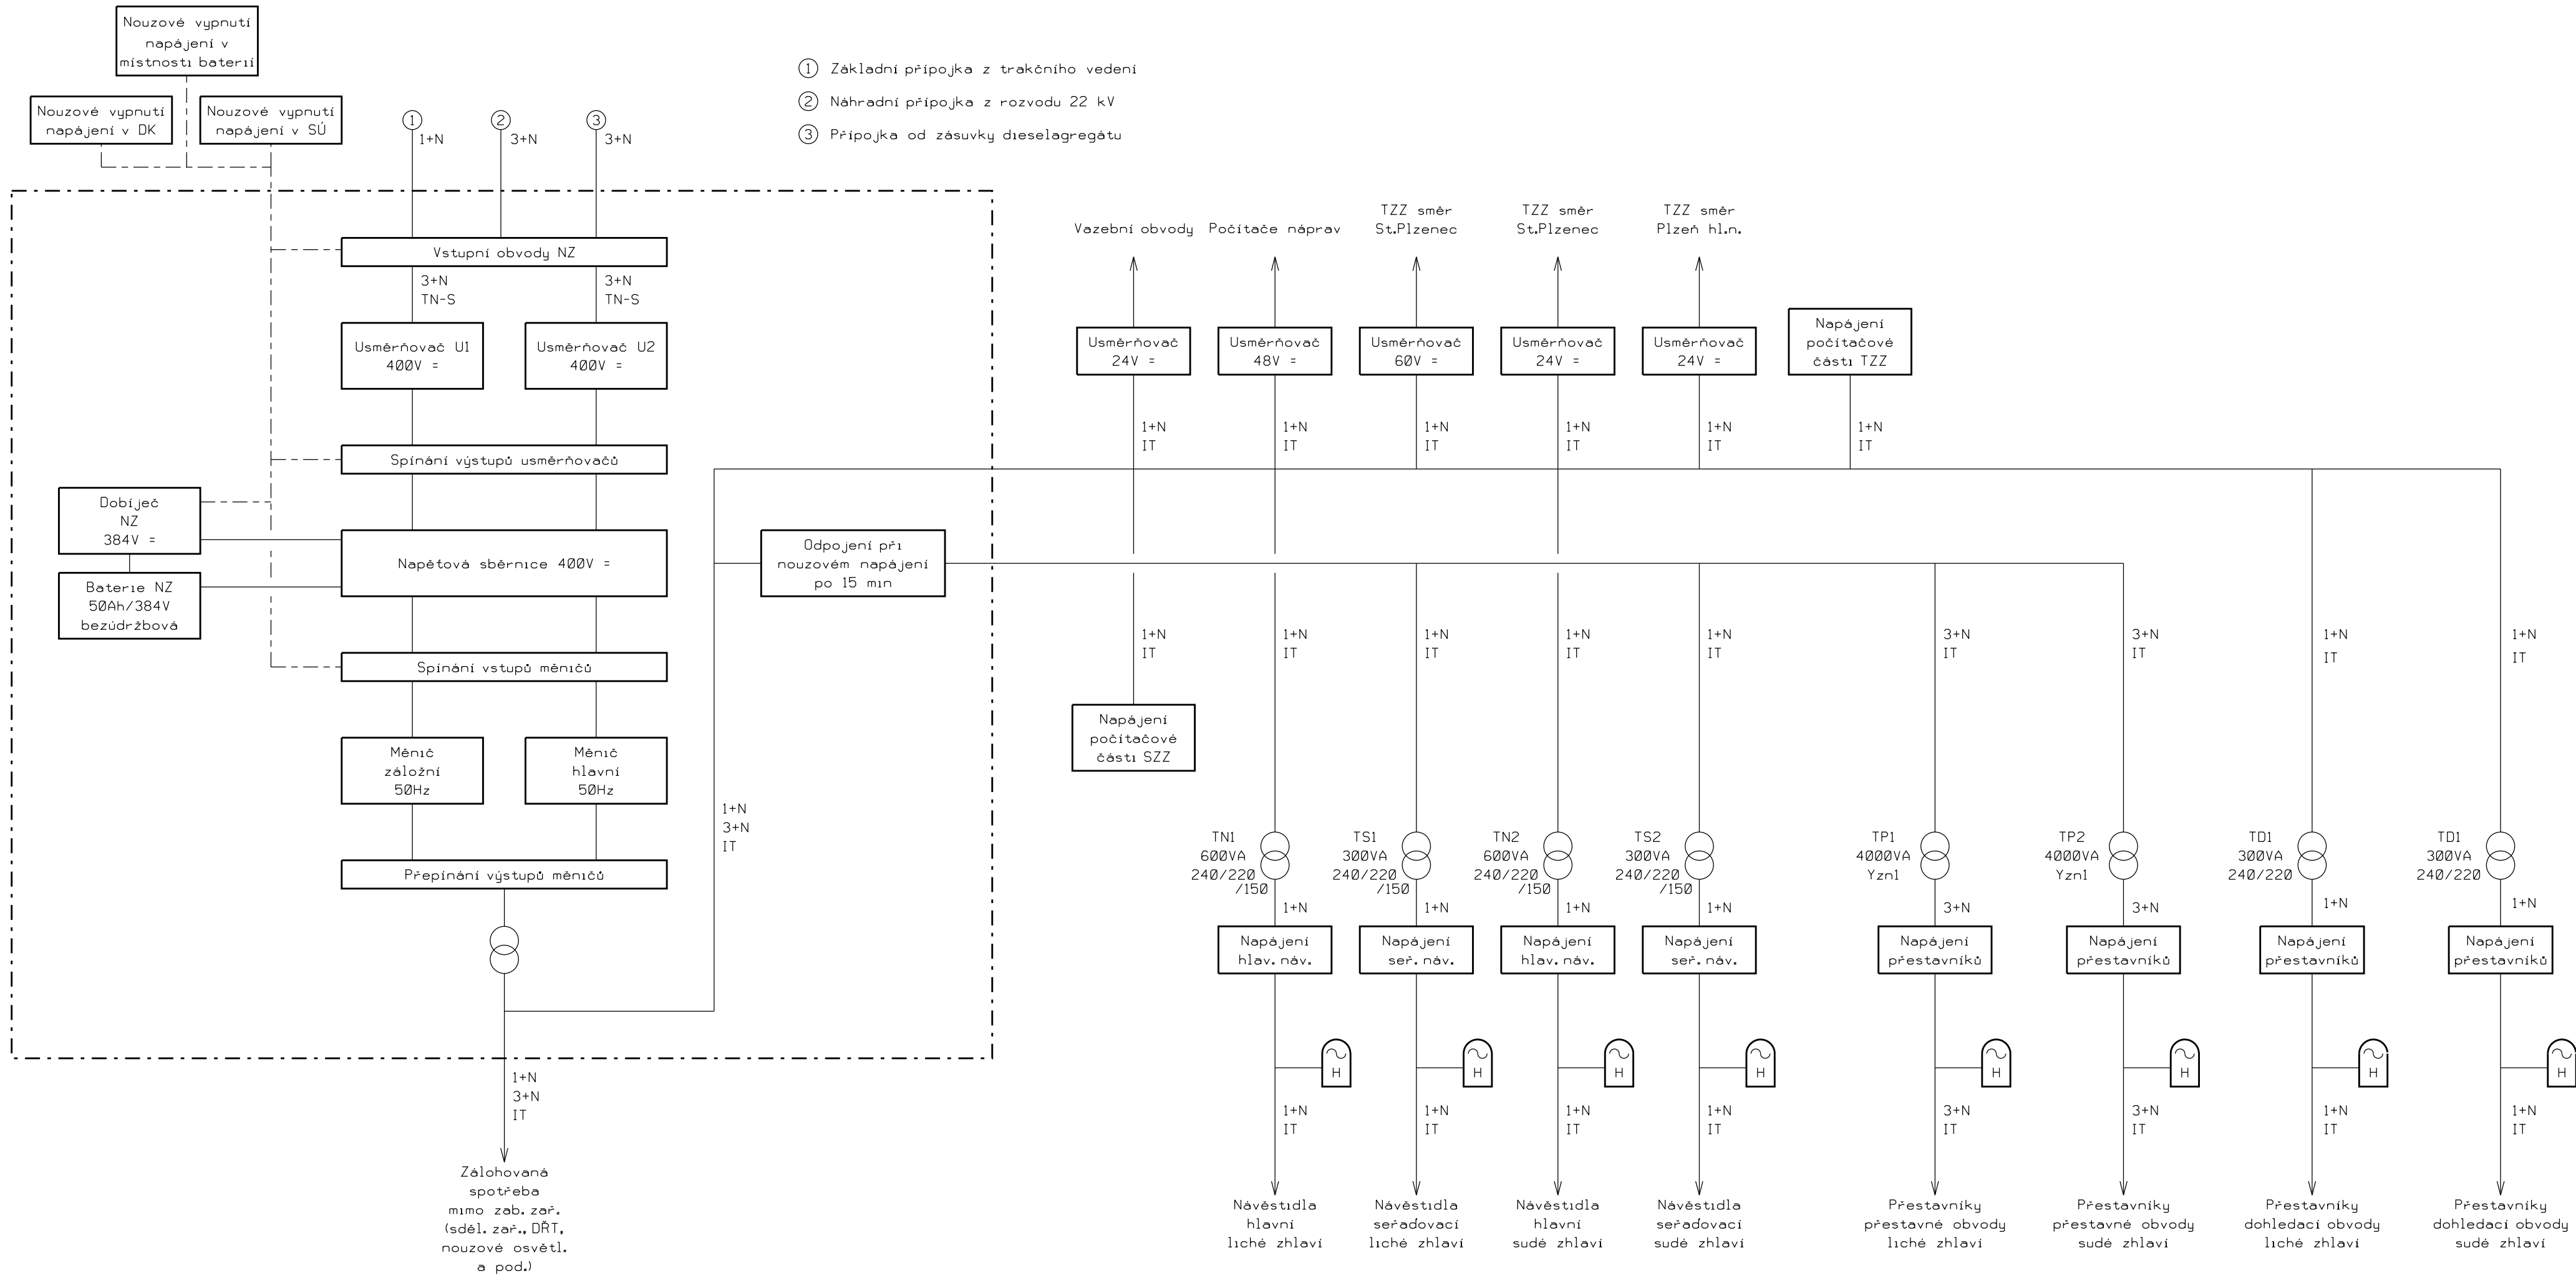 Nouzové vypnutí
napájení v
místnosti baterií
Nouzové vypnutí
napájení v DK
Nouzové vypnutí
napájení v SÚ
1 Základní přípojka z trakčního vedení
2 Náhradní přípojka z rozvodu 22 kV
3 Přípojka od zásuvky dieselagregátu
1
1+N
2
3+N
3
3+N
Vstupní obvody NZ
3+N
TN-S
3+N
TN-S
Usměrňovač U1
400V =
Usměrňovač U2
400V =
Spínání výstupů usměrňovačů
Dobíječ
NZ
384V =
Napěťová sběrnice 400V =
Baterie NZ
50Ah/384V
bezúdržbová
Spínání vstupů měničů
Měnič
záložní
50Hz
Měnič
hlavní
50Hz
Přepínání výstupů měničů
1+N
3+N
IT
1+N
3+N
IT
Zálohovaná
spotřeba
mimo zab. zař.
(sděl. zař., DŘT,
nouzové osvětl.
a pod.)
Odpojení při
nouzovém napájení
po 15 min
Vazební obvody
Počítače náprav
TZZ směr
St.Plzenec
TZZ směr
St.Plzenec
TZZ směr
Plzeň hl.n.
Usměrňovač
24V =
Usměrňovač
48V =
Usměrňovač
60V =
Usměrňovač
24V =
Usměrňovač
24V =
Napájení
počítačové
části TZZ
1+N
IT
1+N
IT
1+N
IT
1+N
IT
1+N
IT
1+N
IT
1+N
IT
1+N
IT
1+N
IT
1+N
IT
1+N
IT
3+N
IT
3+N
IT
1+N
IT
1+N
IT
Napájení
počítačové
části SZZ
TN1
600VA
240/220
/150
TS1
300VA
240/220
/150
TN2
600VA
240/220
/150
TS2
300VA
240/220
/150
TP1
4000VA
Yzn1
TP2
4000VA
Yzn1
TD1
300VA
240/220
TD1
300VA
240/220
1+N
1+N
1+N
1+N
3+N
3+N
1+N
1+N
Napájení
hlav. náv.
Napájení
seř. náv.
Napájení
hlav. náv.
Napájení
seř. náv.
Napájení
přestavníků
Napájení
přestavníků
Napájení
přestavníků
Napájení
přestavníků
H
H
H
H
H
H
H
H
1+N
IT
1+N
IT
1+N
IT
1+N
IT
3+N
IT
3+N
IT
1+N
IT
1+N
IT
Návěstidla
hlavní
liché zhlaví
Návěstidla
seřaďovací
liché zhlaví
Návěstidla
hlavní
sudé zhlaví
Návěstidla
seřaďovací
sudé zhlaví
Přestavníky
přestavné obvody
liché zhlaví
Přestavníky
přestavné obvody
sudé zhlaví
Přestavníky
dohledací obvody
liché zhlaví
Přestavníky
dohledací obvody
sudé zhlaví